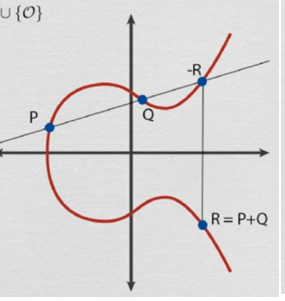 ∪ {𝒪}
-R
P
Q
R = P+Q